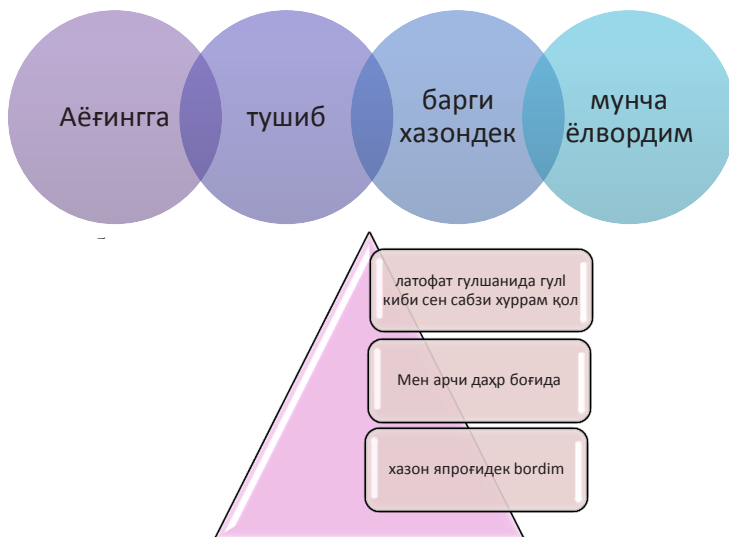 Аёғингга
тушиб
барги
хазондек
мунча
ёлвордим
латофат гулшанида гулl
киби сен сабзи хуррам қол
Мен арчи даҳр боғида
хазон япроғидек bordim